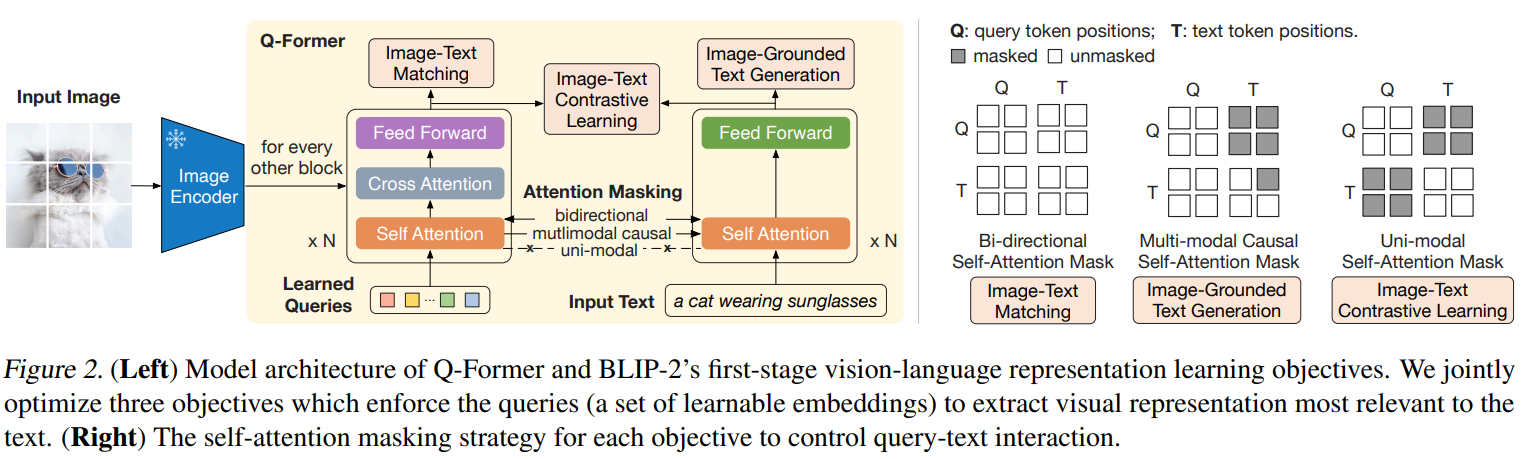 Q-Former
Input Image
Image
Encoder
for every
other block
Image-Text
Matching
Image-Text
Contrastive
Learning
Image-Grounded
Text Generation
Feed Forward
Cross Attention
Self Attention
x N
Feed Forward
Self Attention
x N
Attention Masking
bidirectional
mutlimodal causal
uni-modal
x
x
Learned
Queries
...
Input Text
a cat wearing sunglasses
Q: query token positions; T: text token positions.
masked unmasked
Q T
Q
T
Bi-directional
Self-Attention Mask
Image-Text
Matching
Q T
Q
T
Multi-modal Causal
Self-Attention Mask
Image-Grounded
Text Generation
Q T
Q
T
Uni-modal
Self-Attention Mask
Image-Text
Contrastive Learning
Figure 2. (Left) Model architecture of Q-Former and BLIP-2's first-stage vision-language representation learning objectives. We jointly
optimize three objectives which enforce the queries (a set of learnable embeddings) to extract visual representation most relevant to the
text. (Right) The self-attention masking strategy for each objective to control query-text interaction.